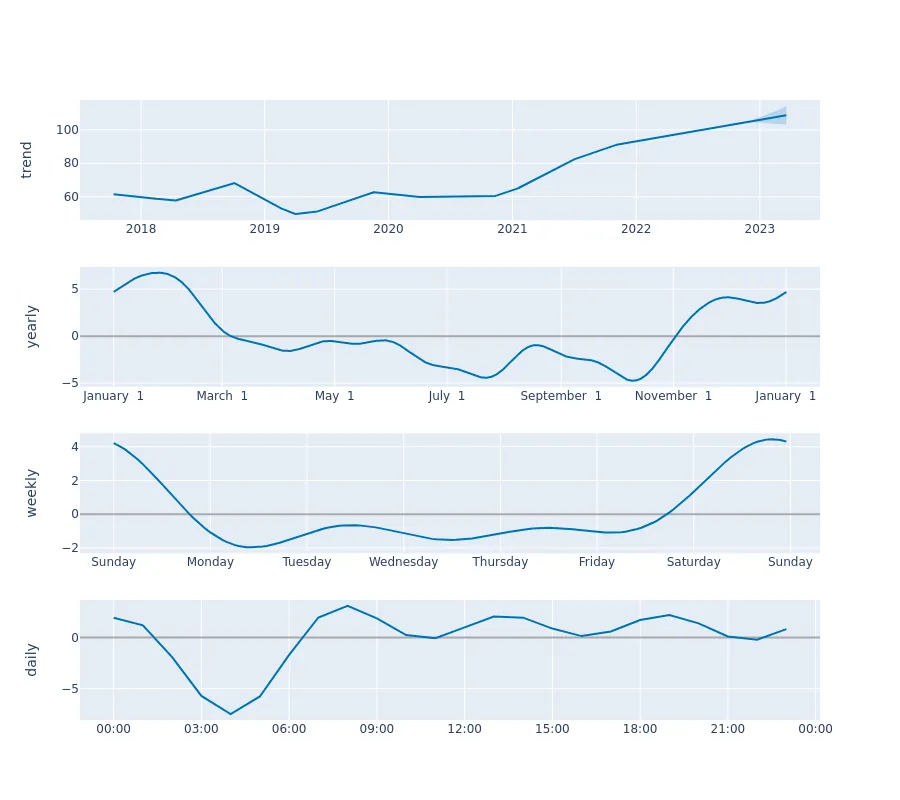 trend
100
80
60
2018 2019 2020 2021 2022 2023
yearly
5
0
−5
January 1 March 1 May 1 July 1 September 1 November 1 January 1
weekly
4
2
0
−2
Sunday Monday Tuesday Wednesday Thursday Friday Saturday Sunday
daily
0
−5
00:00 03:00 06:00 09:00 12:00 15:00 18:00 21:00 00:00